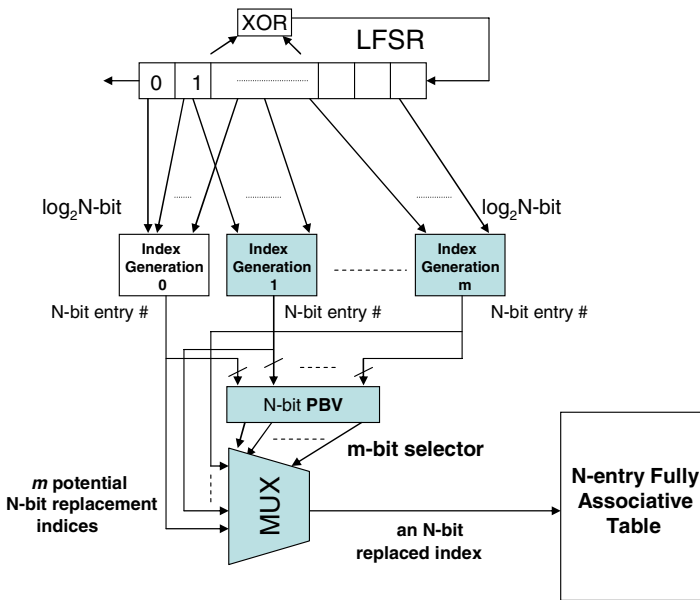 XOR
LFSR
0
1
log2N-bit
log2N-bit
Index
Generation
0
Index
Generation
1
Index
Generation
m
N-bit entry #
N-bit entry #
N-bit entry #
N-bit PBV
m-bit selector
m potential
N-bit replacement
indices
MUX
an N-bit
replaced index
N-entry Fully
Associative
Table